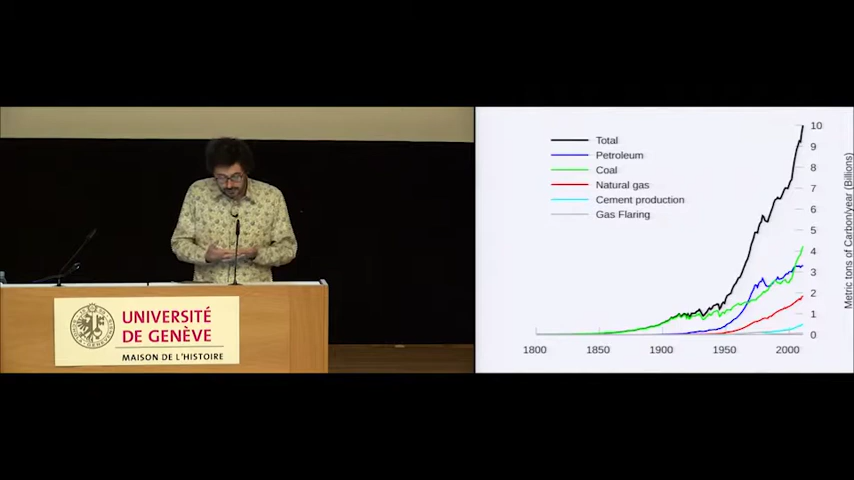 UNIVERSITÉ
DE GENÈVE
MAISON DE L'HISTOIRE
Total
Petroleum
Coal
Natural gas
Cement production
Gas Flaring
10
9
8
7
6
5
4
3
2
1
0
Metric tons of Carbon/year (Billions)
1800
1850
1900
1950
2000